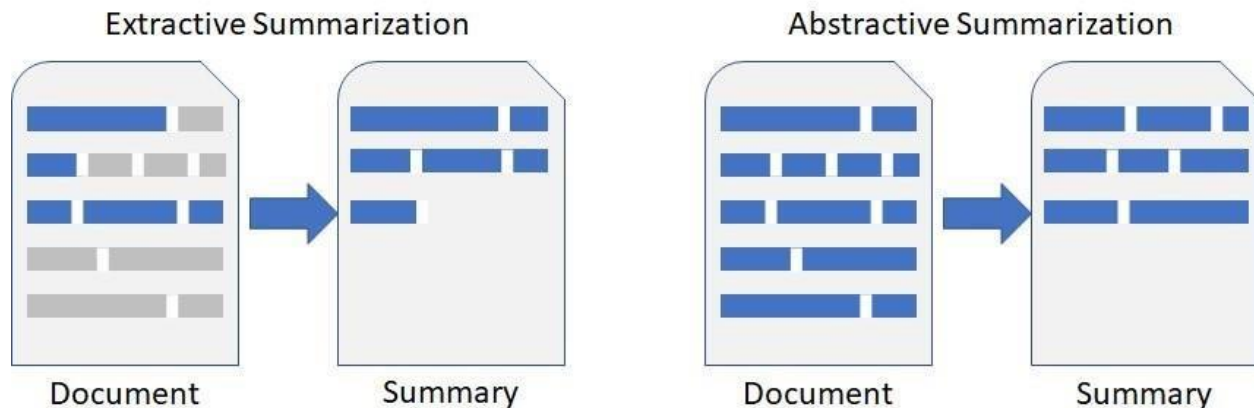 Extractive Summarization
Abstractive Summarization
Document
Summary
Document
Summary